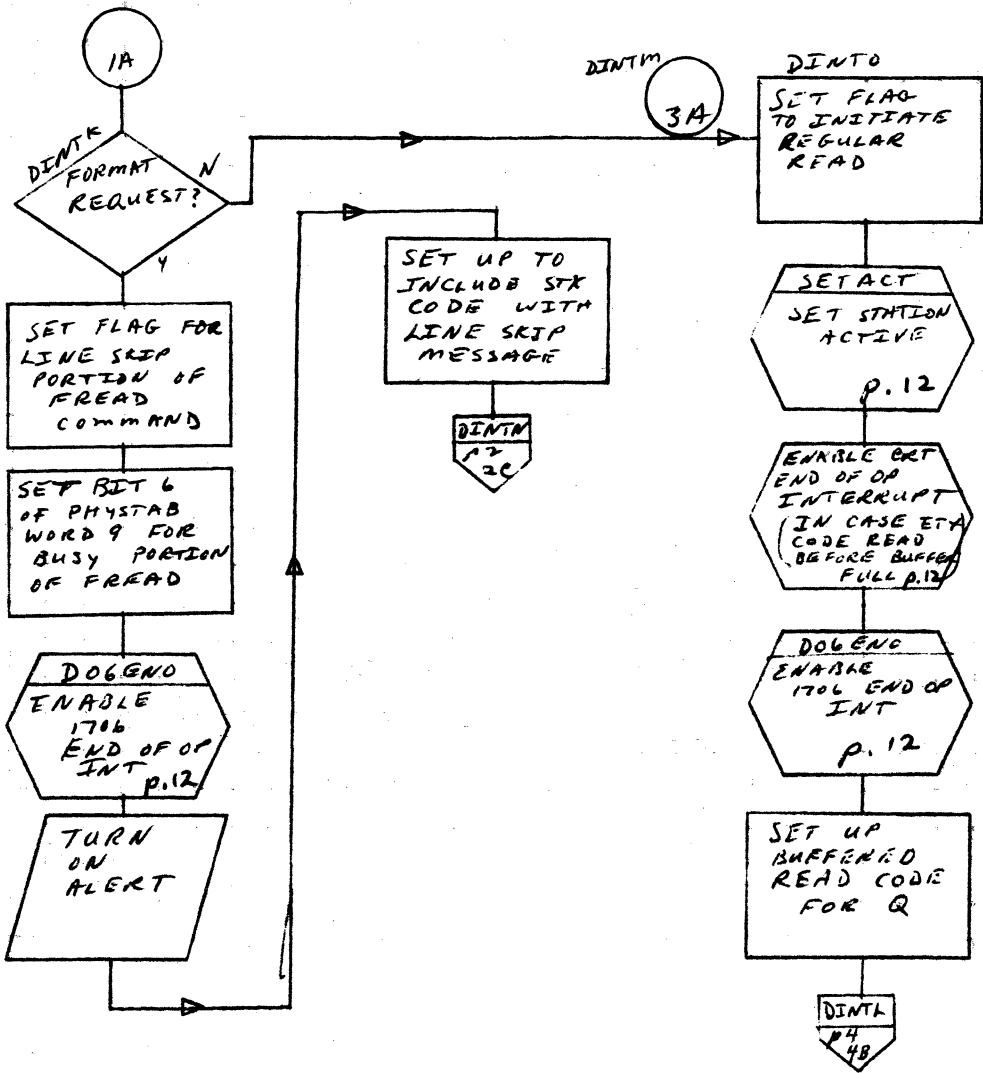 1A
DINTK
FORMAT
REQUEST?
N
Y
SET FLAG FOR
LINE SKIP
PORTION OF
FREAD
COMMAND
SET BIT 6
OF PHYSTAB
WORD 9 FOR
BUSY PORTION
OF FREAD
DO6END
ENABLE
1706
END OF OP
INT
p.12
TURN
ON
ALERT
SET UP TO
INCLUDE STX
CODE WITH
LINE SKIP
MESSAGE
DINTN
p2
2C
DINTM
3A
DINTO
SET FLAG
TO INITIATE
REGULAR
READ
SETACT
SET STATION
ACTIVE
p.12
ENABLE CRT
END OF OP
INTERRUPT
(IN CASE ETX
CODE READ
BEFORE BUFFER
FULL p.12)
DO6ENO
ENABLE
1706 END OP
INT
p.12
SET UP
BUFFERED
READ CODE
FOR Q
DINTL
p4
4B